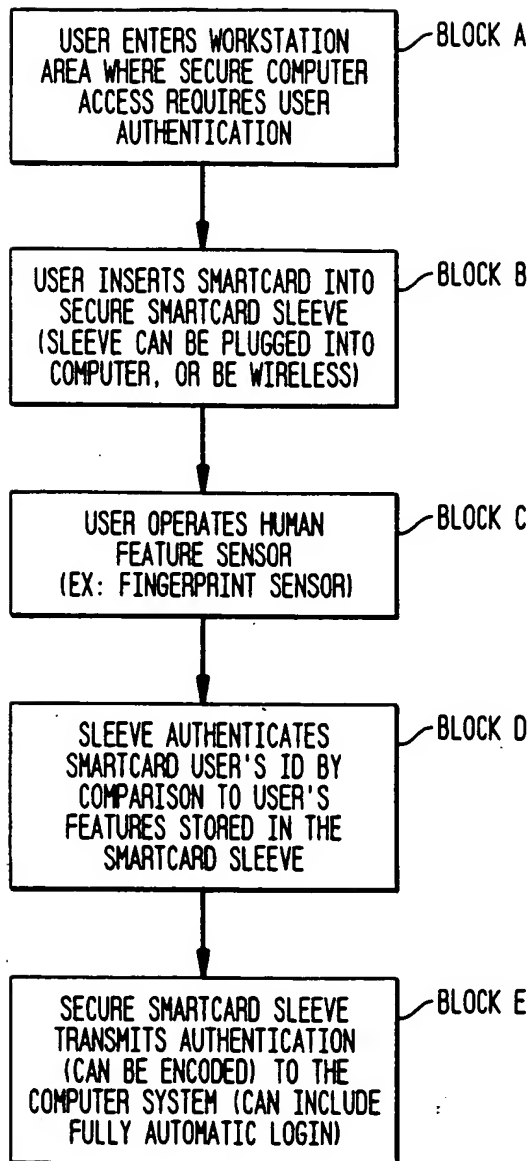 USER ENTERS WORKSTATION
AREA WHERE SECURE COMPUTER
ACCESS REQUIRES USER
AUTHENTICATION
BLOCK A
USER INSERTS SMARTCARD INTO
SECURE SMARTCARD SLEEVE
(SLEEVE CAN BE PLUGGED INTO
COMPUTER, OR BE WIRELESS)
BLOCK B
USER OPERATES HUMAN
FEATURE SENSOR
(EX: FINGERPRINT SENSOR)
BLOCK C
SLEEVE AUTHENTICATES
SMARTCARD USER'S ID BY
COMPARISON TO USER'S
FEATURES STORED IN THE
SMARTCARD SLEEVE
BLOCK D
SECURE SMARTCARD SLEEVE
TRANSMITS AUTHENTICATION
(CAN BE ENCODED) TO THE
COMPUTER SYSTEM (CAN INCLUDE
FULLY AUTOMATIC LOGIN)
BLOCK E